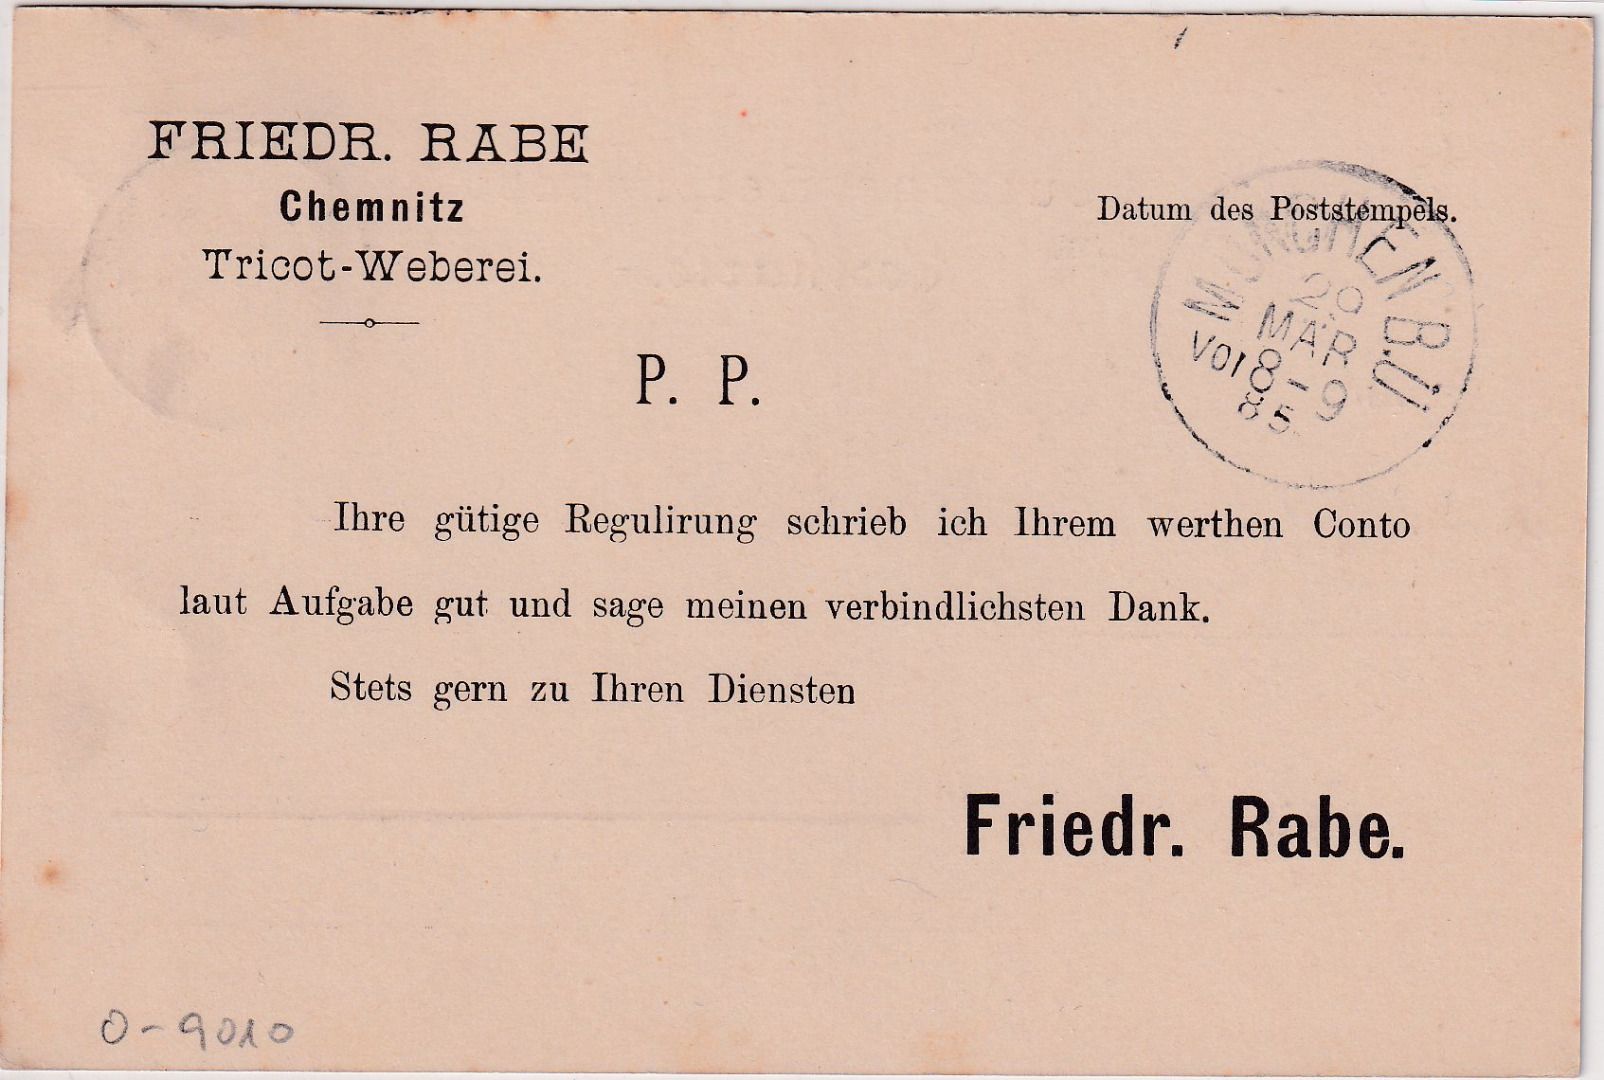 FRIEDR. RABE
Chemnitz
Tricot-Weberei.
Datum des Poststempels.
MÜNCHEN B.Ü.
20
MÄR
VOR 8-9
85
P. P.
Ihre gütige Regulirung schrieb ich Ihrem werthen Conto
laut Aufgabe gut und sage meinen verbindlichsten Dank.
Stets gern zu Ihren Diensten
Friedr. Rabe.
0-9010